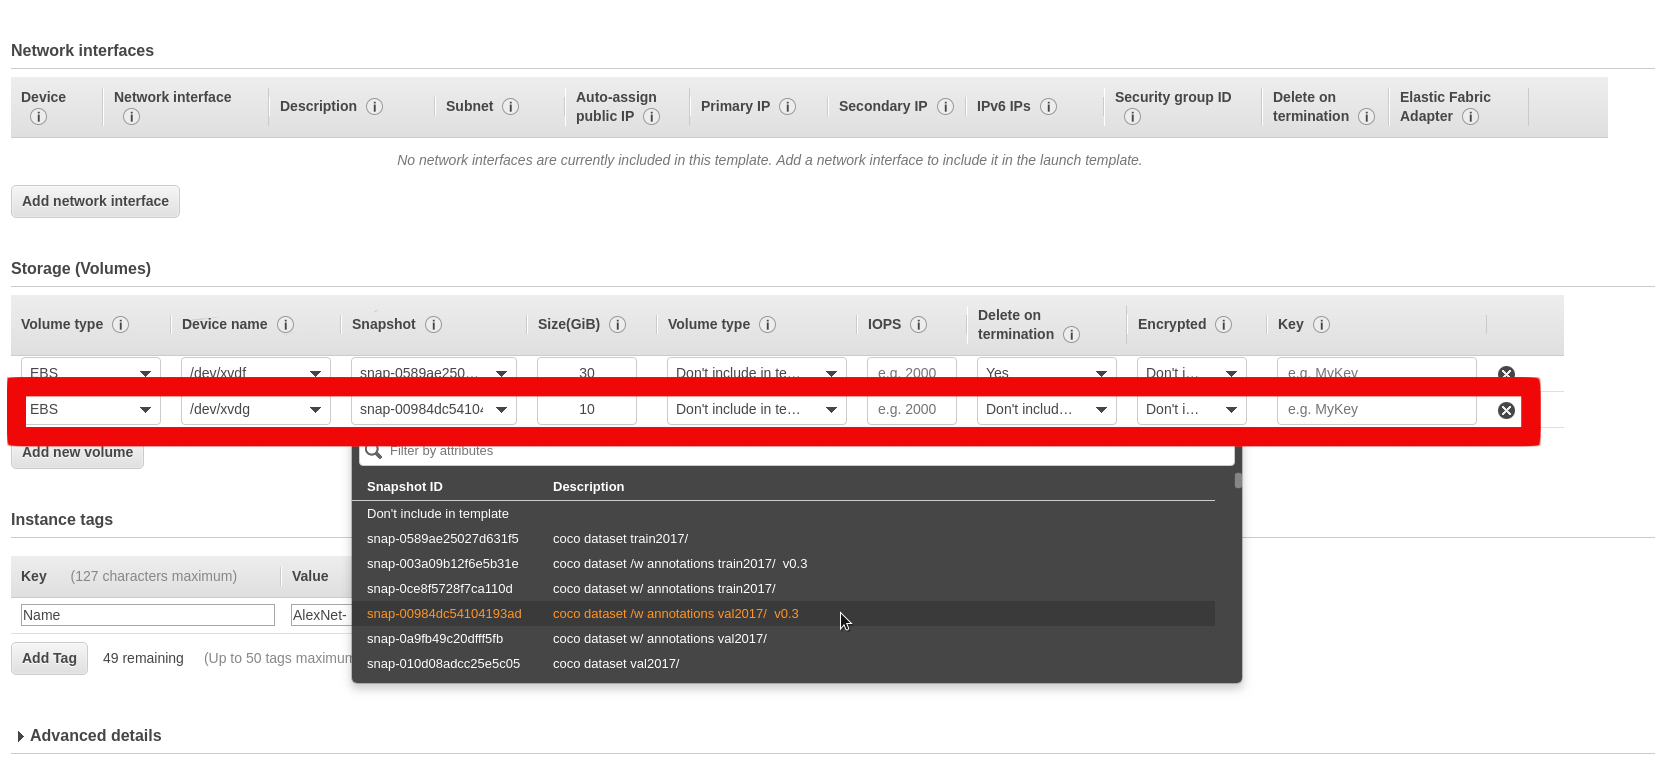 Network interfaces
Device Network interface Description Subnet Auto-assign public IP Primary IP Secondary IP IPv6 IPs Security group ID Delete on termination Elastic Fabric Adapter
No network interfaces are currently included in this template. Add a network interface to include it in the launch template.
Add network interface
Storage (Volumes)
Volume type Device name Snapshot Size(GiB) Volume type IOPS Delete on termination Encrypted Key
EBS /dev/xvdf snap-0589ae250... 30 Don't include in te... e.g. 2000 Yes Don't i... e.g. MyKey
EBS /dev/xvdg snap-00984dc5410 10 Don't include in te... e.g. 2000 Don't includ... Don't i... e.g. MyKey
Add new volume
Filter by attributes
Snapshot ID Description
Don't include in template
snap-0589ae25027d631f5 coco dataset train2017/
snap-003a09b12f6e5b31e coco dataset /w annotations train2017/ v0.3
snap-0ce8f5728f7ca110d coco dataset w/ annotations train2017/
snap-00984dc54104193ad coco dataset /w annotations val2017/ v0.3
snap-0a9fb49c20dfff5fb coco dataset w/ annotations val2017/
snap-010d08adcc25e5c05 coco dataset val2017/
Instance tags
Key (127 characters maximum) Value
Name AlexNet-
Add Tag 49 remaining (Up to 50 tags maximum
Advanced details